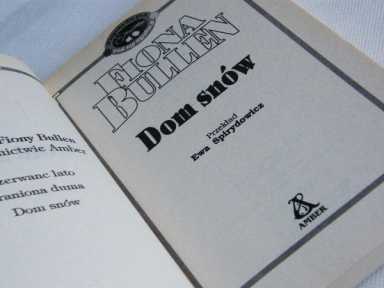 Fiony Bullen
nictwie Amber
zerwane lato
raniona duma
Dom snów
FIONA
BULLEN
Dom snów
Przekład
Ewa Spirydowicz
AMBER